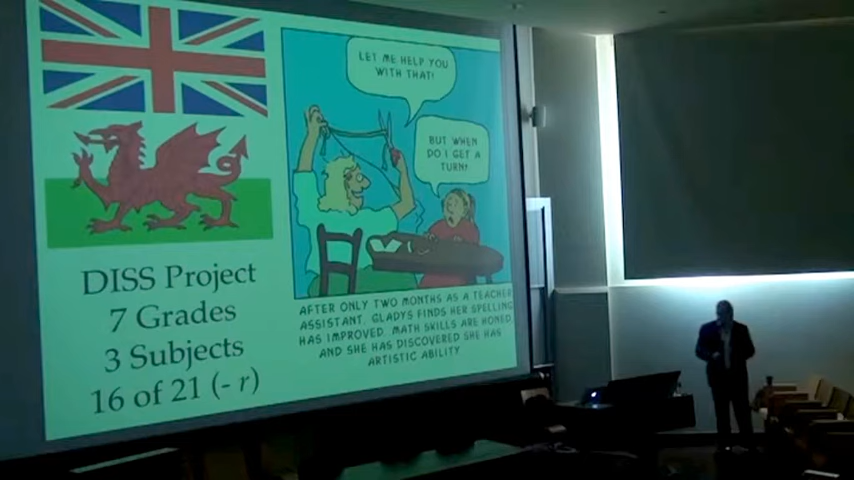 DISS Project
7 Grades
3 Subjects
16 of 21 (- r)
LET ME HELP YOU
WITH THAT!
BUT WHEN
DO I GET A
TURN?
AFTER ONLY TWO MONTHS AS A TEACHER
ASSISTANT, GLADYS FINDS HER SPELLING
HAS IMPROVED, MATH SKILLS ARE HONED,
AND SHE HAS DISCOVERED SHE HAS
ARTISTIC ABILITY